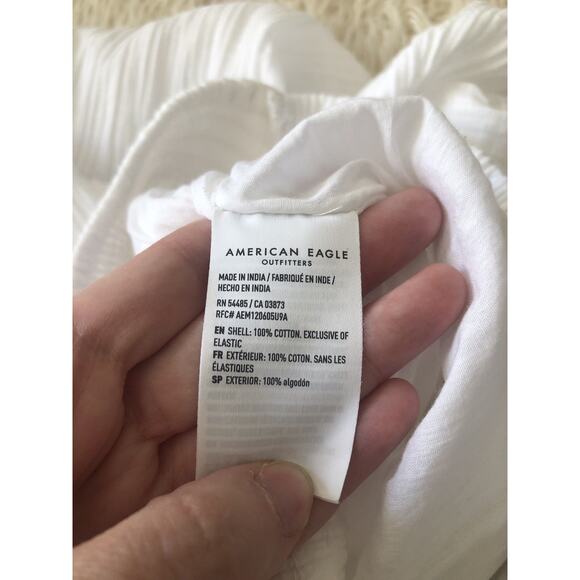 AMERICAN EAGLE
OUTFITTERS
MADE IN INDIA / FABRIQUÉ EN INDE /
HECHO EN INDIA
RN 54485 / CA 03873
RFC# AEM120605U9A
EN SHELL: 100% COTTON. EXCLUSIVE OF
ELASTIC
FR EXTÉRIEUR: 100% COTON. SANS LES
ÉLASTIQUES
SP EXTERIOR: 100% algodón